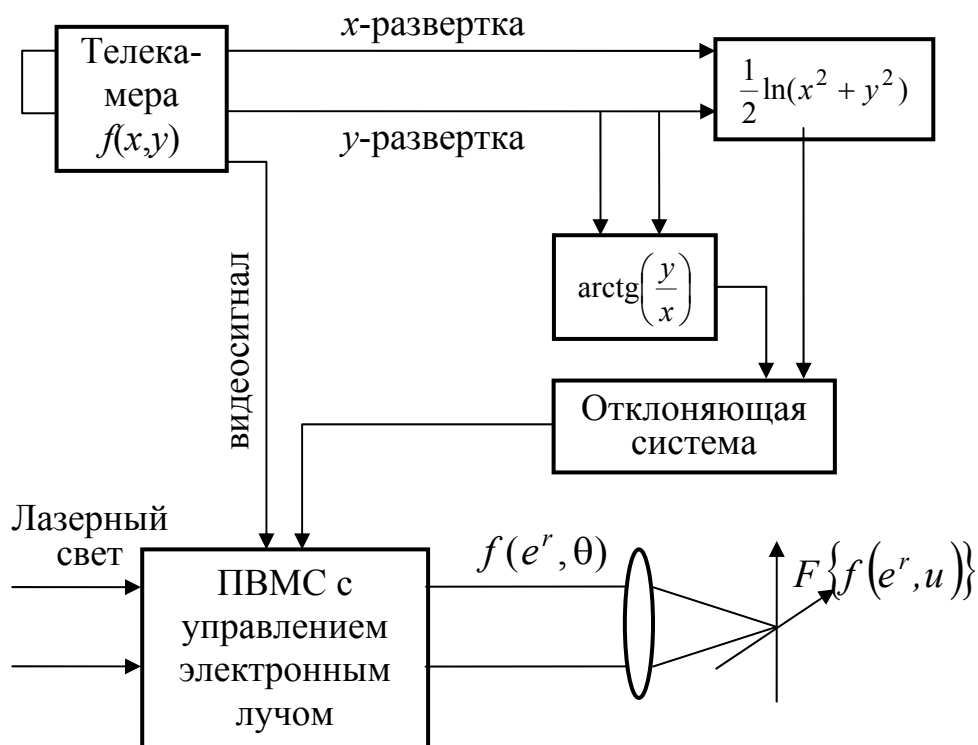 x-развертка
Телека-
мера
f(x,y)
1/2 ln(x² + y²)
y-развертка
arctg(y/x)
видеосигнал
Отклоняющая
система
Лазерный
свет
f(e^r, θ)
F{f(e^r, u)}
ПВМС с
управлением
электронным
лучом